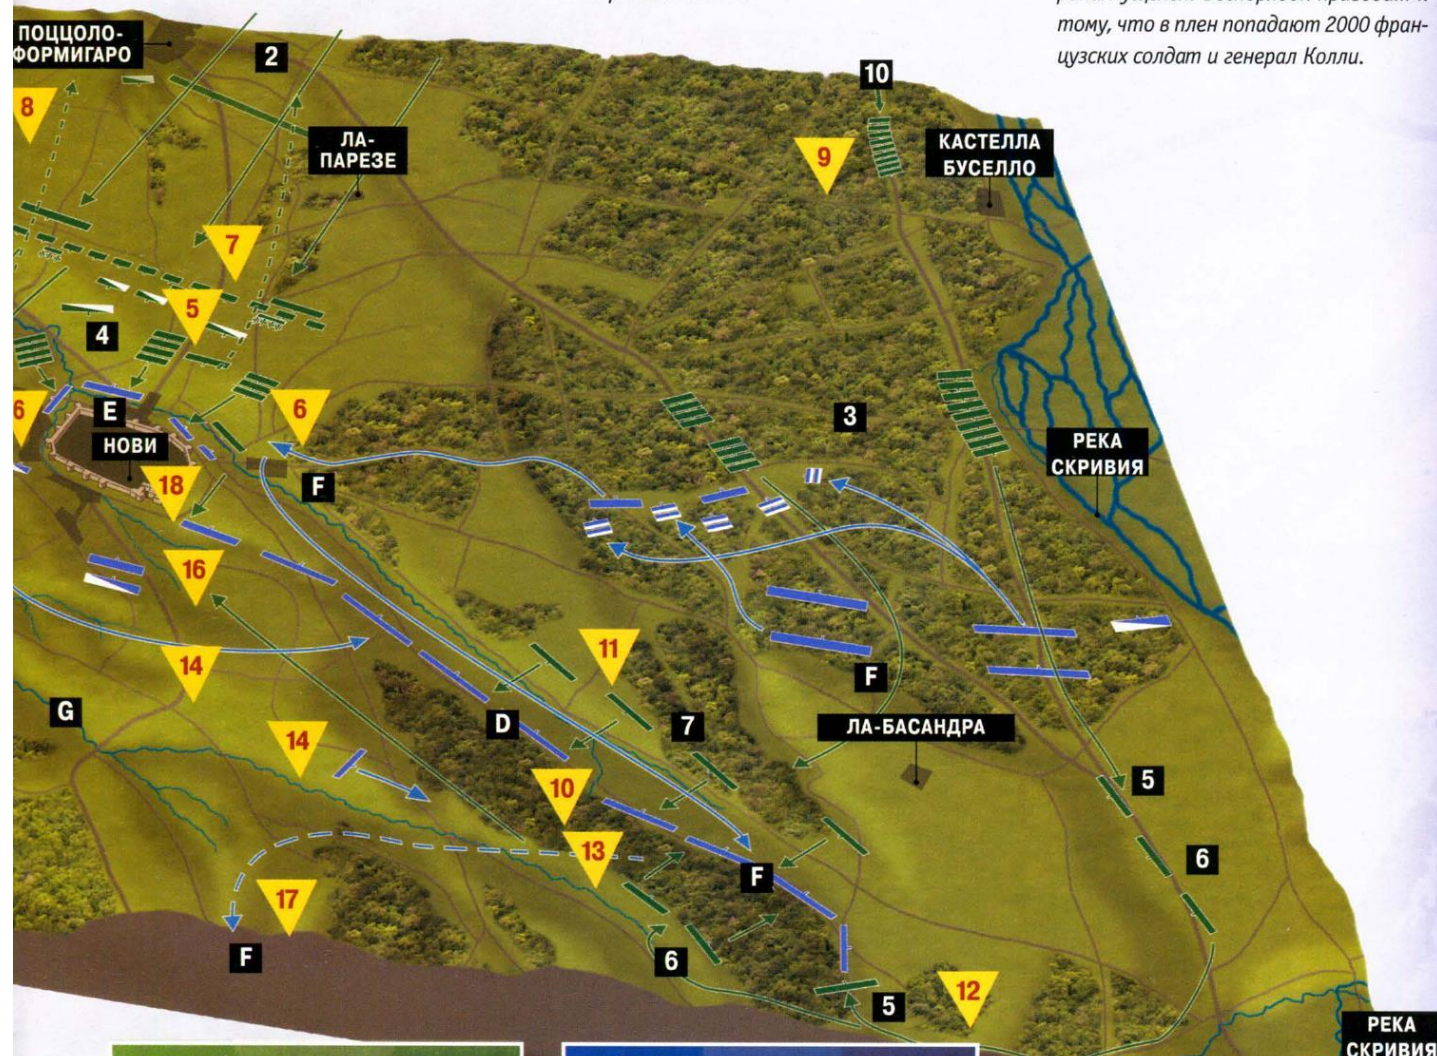 тому, что в плен попадают 2000 фран-
цузских солдат и генерал Колли.
ПОЦЦОЛО-
ФОРМИГАРО
2
10
8
ЛА-
ПАРЕЗЕ
9
КАСТЕЛЛА
БУСЕЛЛО
7
5
4
6
E
6
3
НОВИ
РЕКА
СКРИВИЯ
18
F
16
11
14
F
G
D
7
ЛА-БАСАНДРА
14
10
5
13
6
17
F
F
6
12
5
РЕКА
СКРИВИЯ